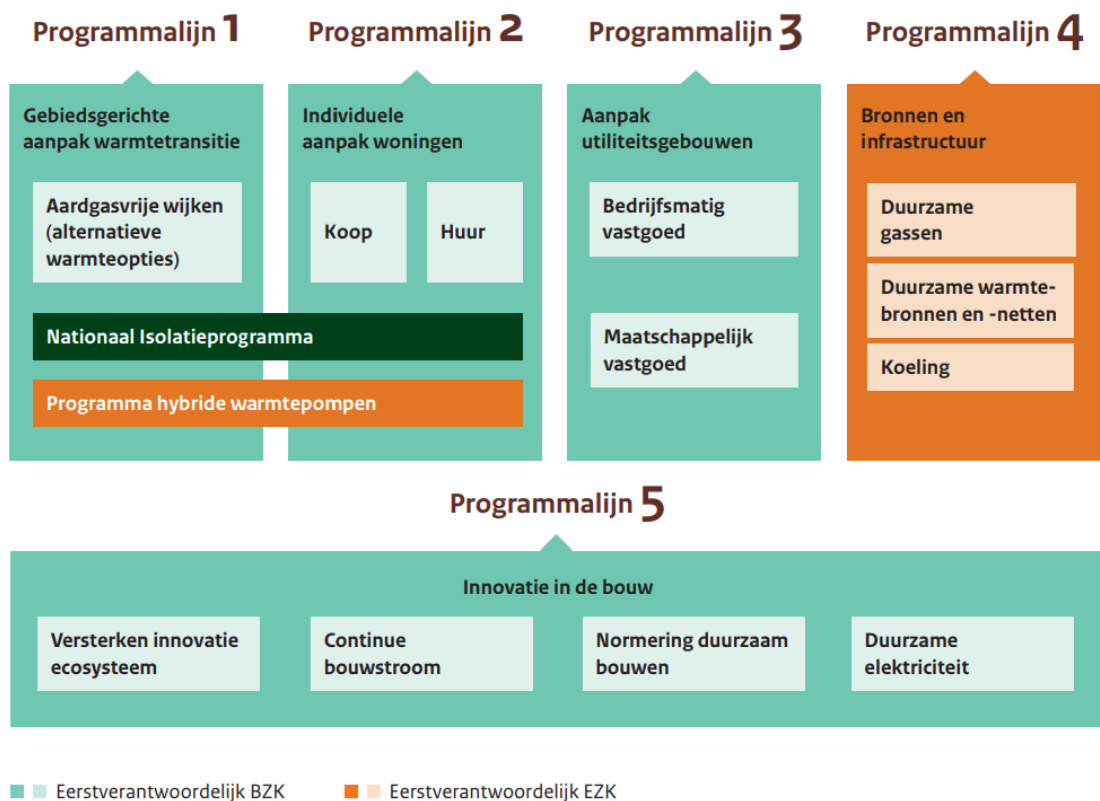 Programmalijn 1
Programmalijn 2
Programmalijn 3
Programmalijn 4
Gebiedsgerichte
aanpak warmtetransitie
Aardgasvrije wijken
(alternatieve
warmteopties)
Individuele
aanpak woningen
Koop
Huur
Nationaal Isolatieprogramma
Programma hybride warmtepompen
Aanpak
utiliteitsgebouwen
Bedrijfsmatig
vastgoed
Maatschappelijk
vastgoed
Bronnen en
infrastructuur
Duurzame
gassen
Duurzame warmte-
bronnen en -netten
Koeling
Programmalijn 5
Innovatie in de bouw
Versterken innovatie
ecosysteem
Continue
bouwstroom
Normering duurzaam
bouwen
Duurzame
elektriciteit
Eerstverantwoordelijk BZK
Eerstverantwoordelijk EZK